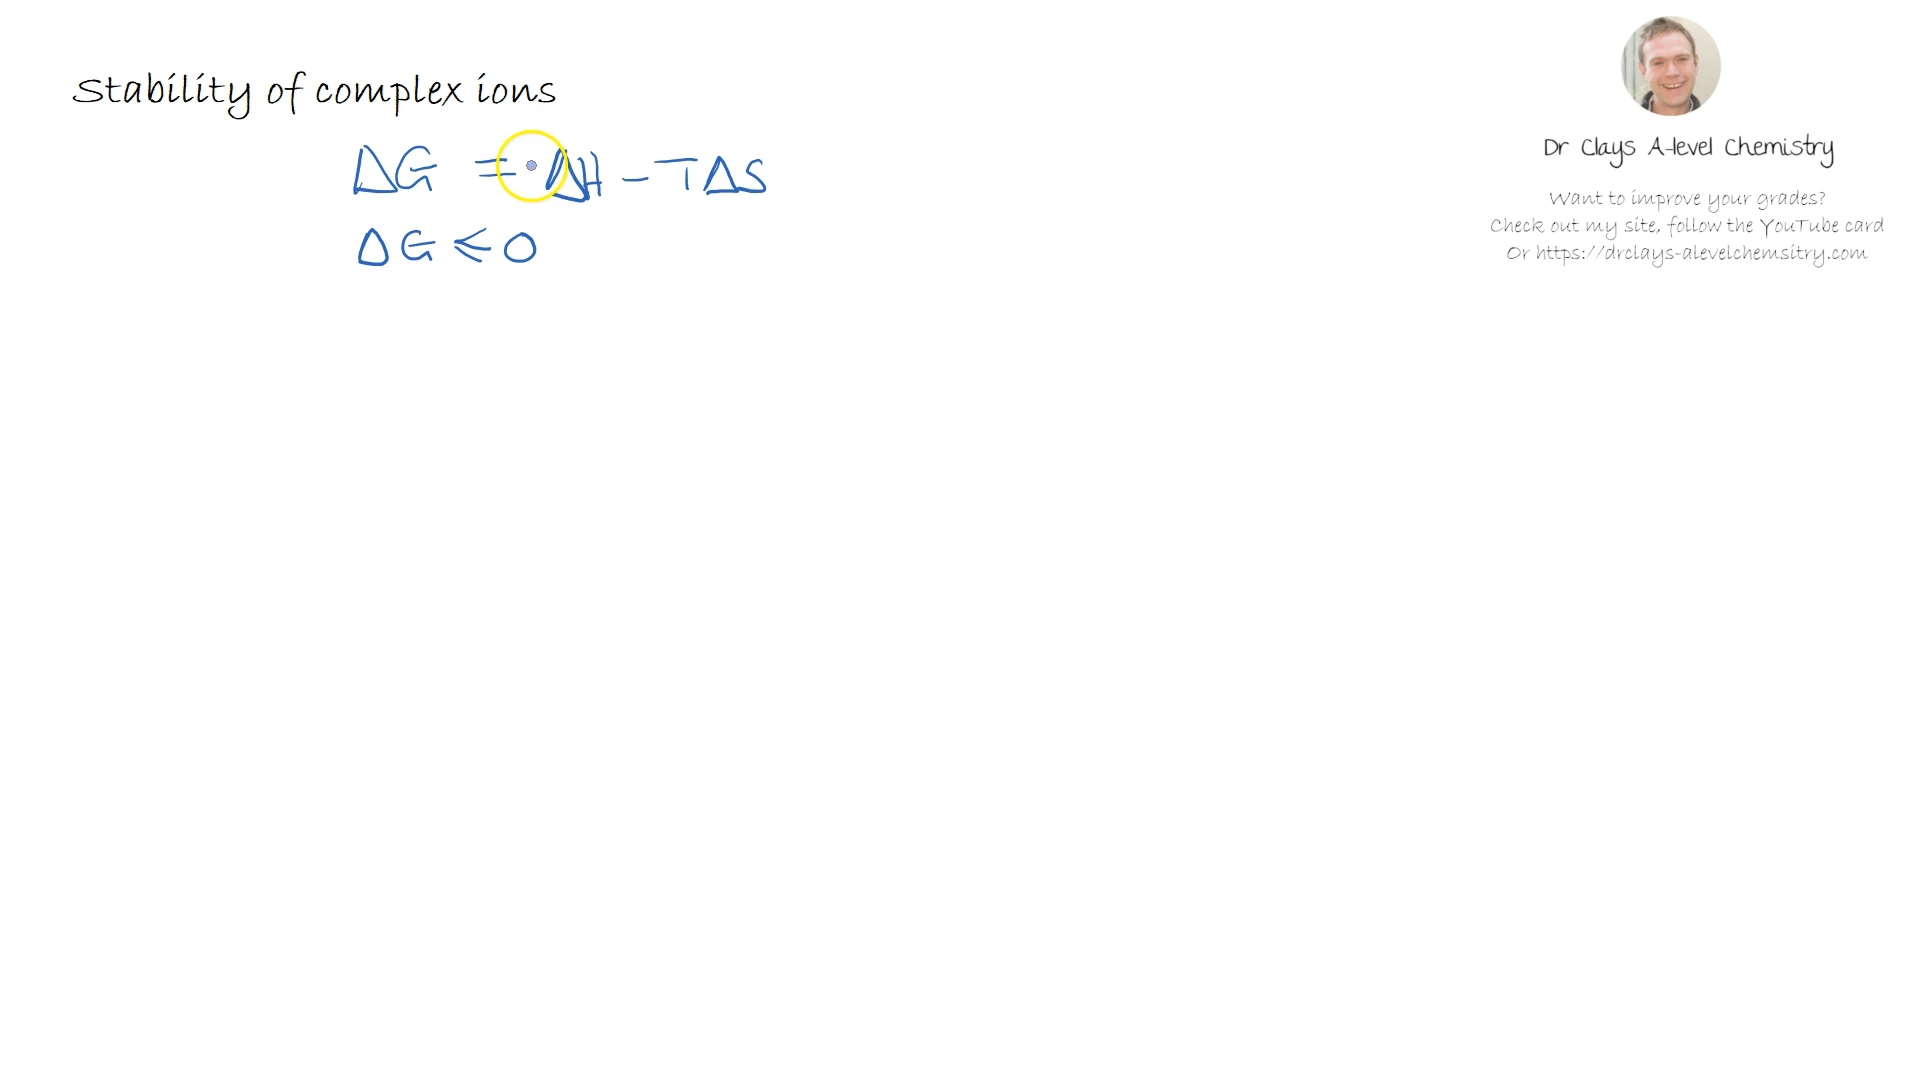 Stability of complex ions
ΔG = ΔH - TΔS
ΔG ≤ 0
Dr Clays A-level Chemistry
Want to improve your grades?
Check out my site, follow the YouTube card
Or https://drclays-alevelchemsitry.com